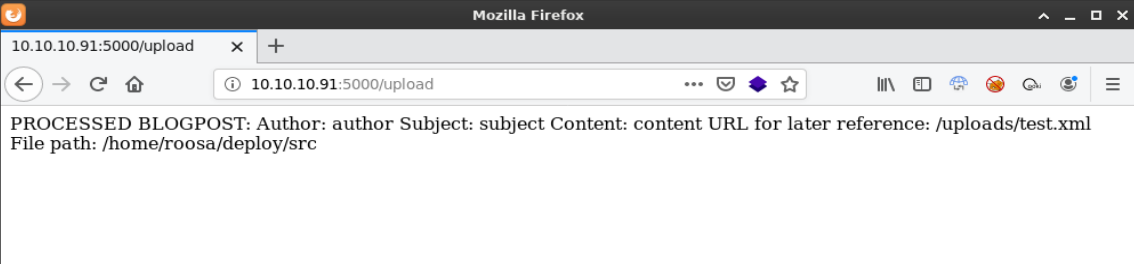 Mozilla Firefox
10.10.10.91:5000/upload
10.10.10.91:5000/upload
PROCESSED BLOGPOST: Author: author Subject: subject Content: content URL for later reference: /uploads/test.xml
File path: /home/roosa/deploy/src